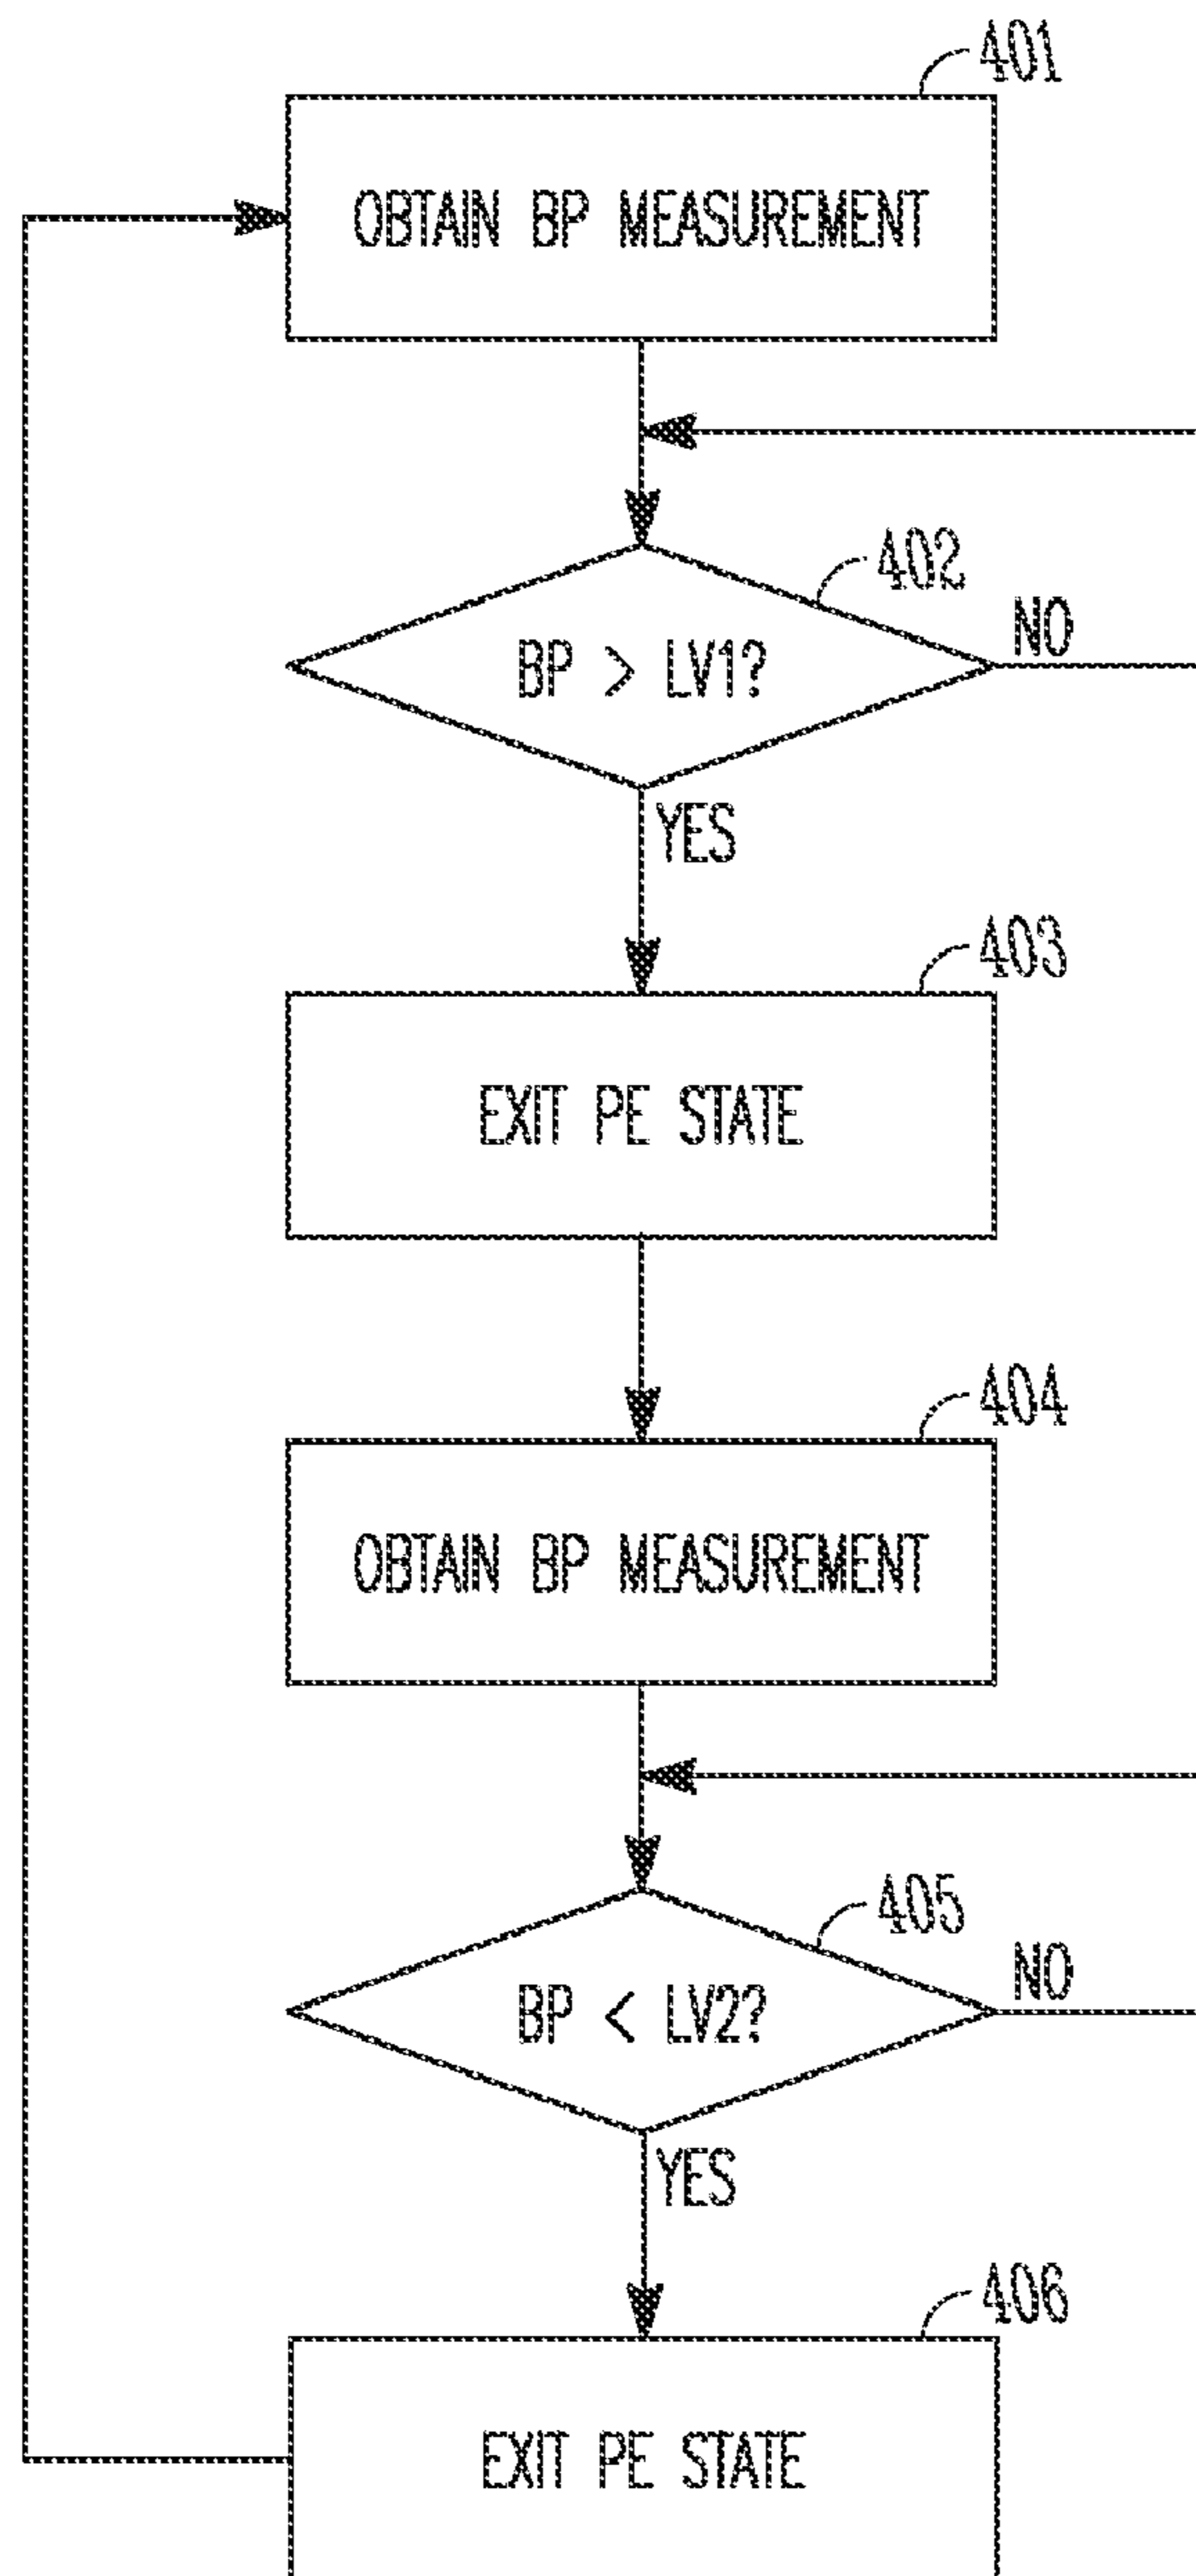 401
OBTAIN BP MEASUREMENT
402
BP > LV1?
NO
YES
403
EXIT PE STATE
404
OBTAIN BP MEASUREMENT
405
BP < LV2?
NO
YES
406
EXIT PE STATE